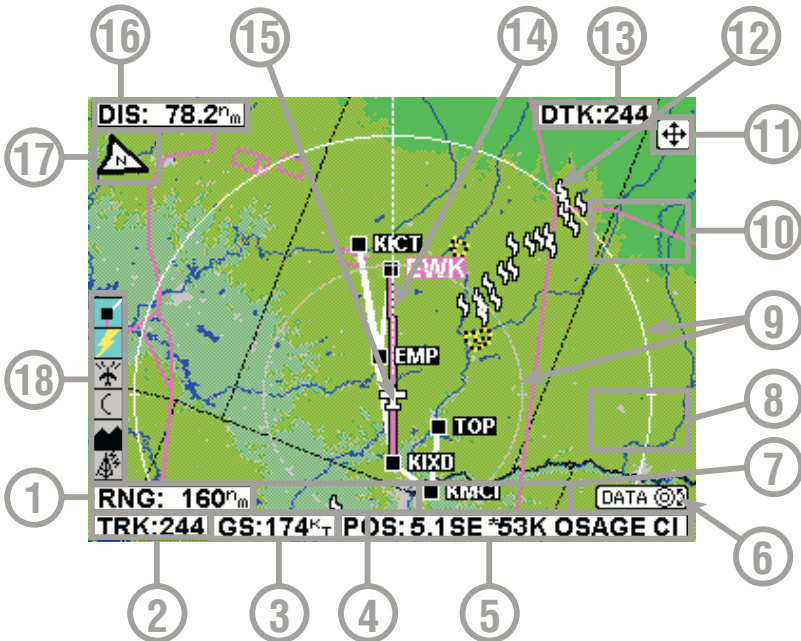 16
15
14
13
12
DIS: 78.2nm
DTK:244
17
N
11
KICT
EWK
10
9
EMP
18
8
TOP
KIXD
KMCI
7
1
RNG: 160nm
DATA
TRK:244
GS:174KT
POS: 5.1SE *53K OSAGE CI
6
2
3
4
5